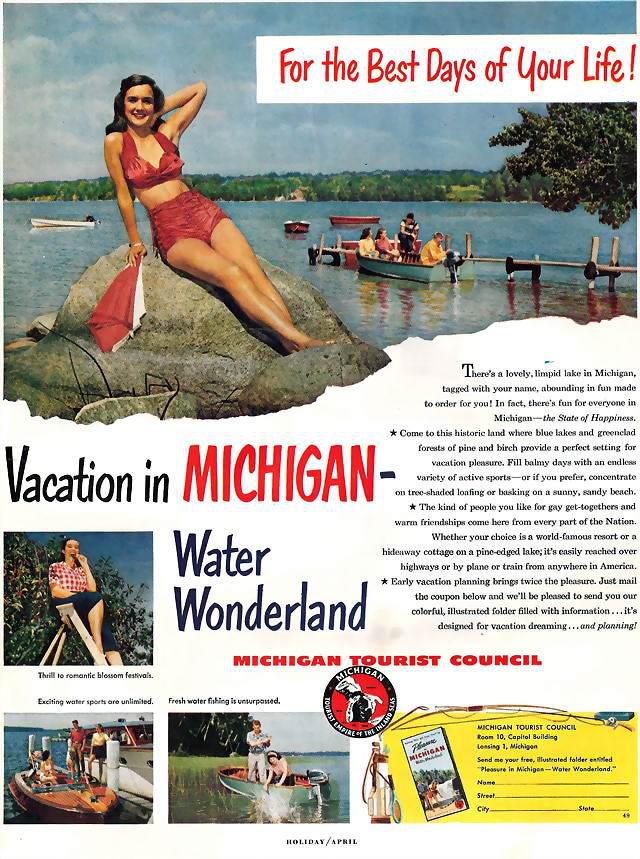 For the Best Days of Your Life!
There's a lovely, limpid lake in Michigan,
tagged with your name, abounding in fun made
to order for you! In fact, there's fun for everyone in
Michigan—the State of Happiness.
★ Come to this historic land where blue lakes and greenclad
forests of pine and birch provide a perfect setting for
vacation pleasure. Fill balmy days with an endless
variety of active sports—or if you prefer, concentrate
on tree-shaded loafing or basking on a sunny, sandy beach.
★ The kind of people you like for gay get-togethers and
warm friendships come here from every part of the Nation.
Whether your choice is a world-famous resort or a
hideaway cottage on a pine-edged lake; it's easily reached over
highways or by plane or train from anywhere in America.
★ Early vacation planning brings twice the pleasure. Just mail
the coupon below and we'll be pleased to send you our
colorful, illustrated folder filled with information . . . it's
designed for vacation dreaming . . . and planning!
Vacation in MICHIGAN-
Water
Wonderland
MICHIGAN TOURIST COUNCIL
Thrill to romantic blossom festivals.
Exciting water sports are unlimited.
Fresh water fishing is unsurpassed.
MICHIGAN
TOURIST EMPIRE OF THE INLAND SEAS
Pleasure
in
MICHIGAN
Water Wonderland
MICHIGAN TOURIST COUNCIL
Room 10, Capitol Building
Lansing 1, Michigan
Send me your free, illustrated folder entitled
"Pleasure in Michigan—Water Wonderland."
Name
Street
City State
49
HOLIDAY/APRIL